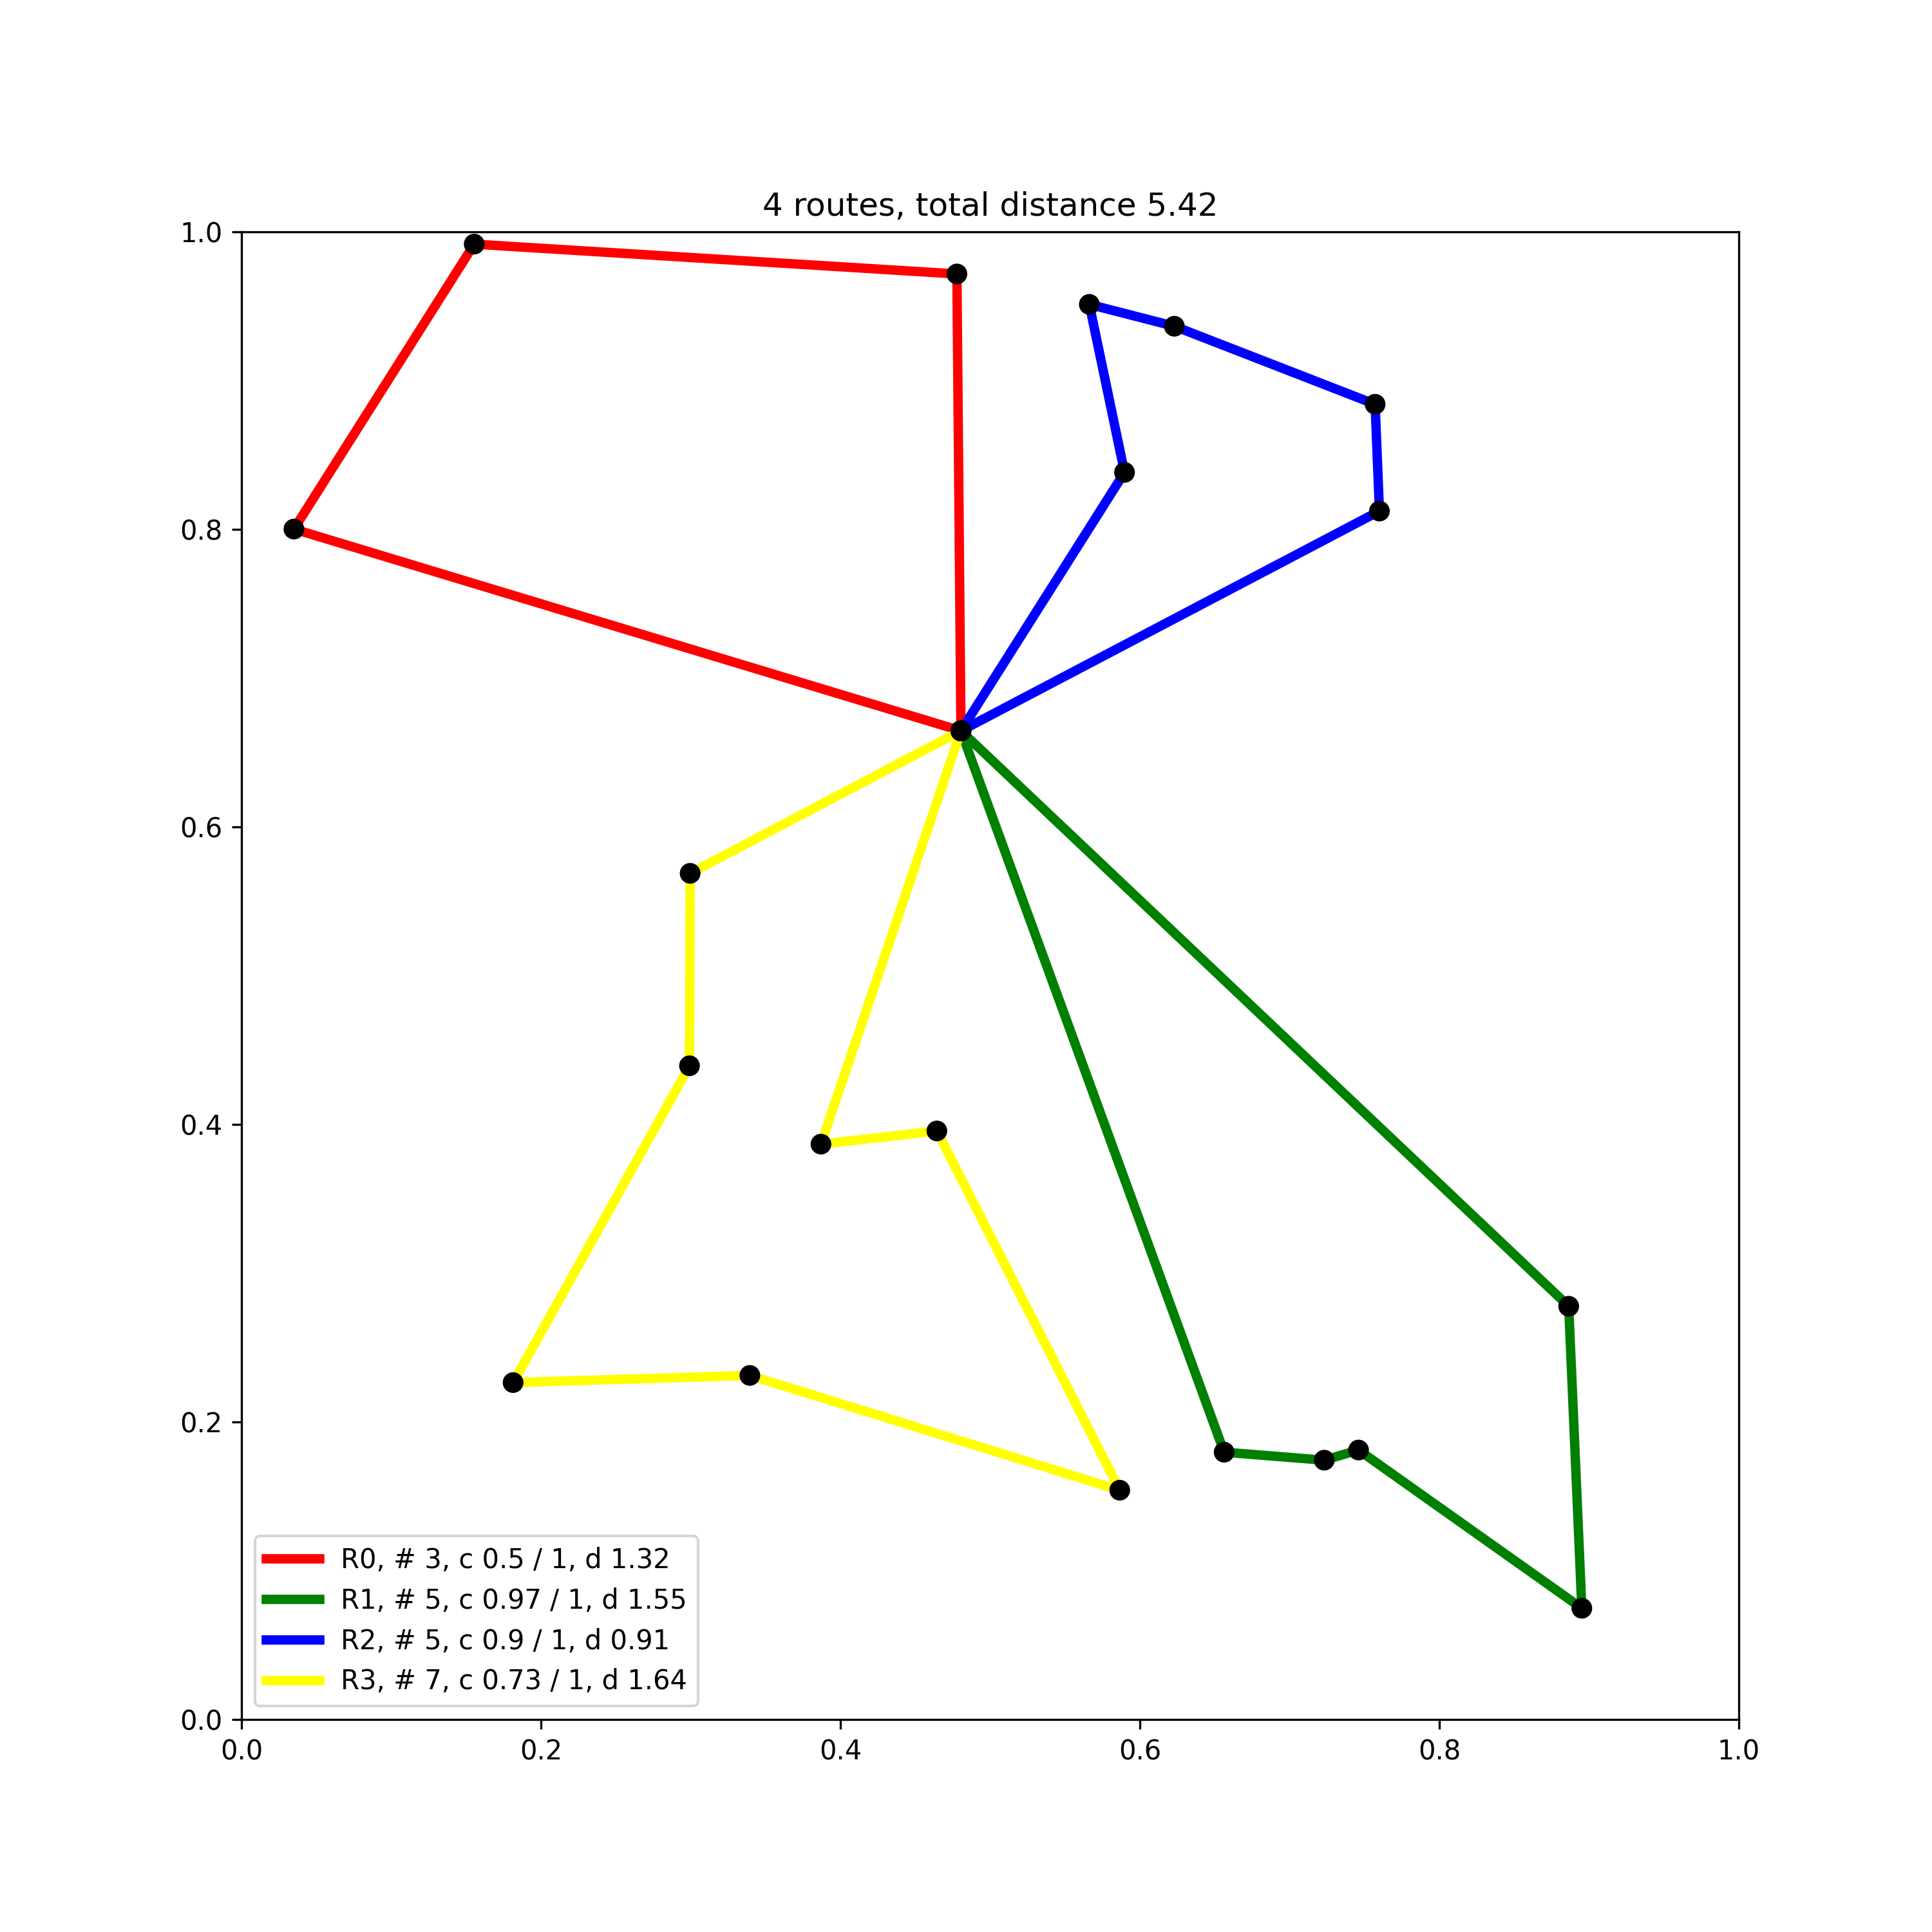 4 routes, total distance 5.42
1.0
0.8
0.6
0.4
0.2
0.0
R0, # 3, c 0.5 / 1, d 1.32
R1, # 5, c 0.97 / 1, d 1.55
R2, # 5, c 0.9 / 1, d 0.91
R3, # 7, c 0.73 / 1, d 1.64
0.0 0.2 0.4 0.6 0.8 1.0